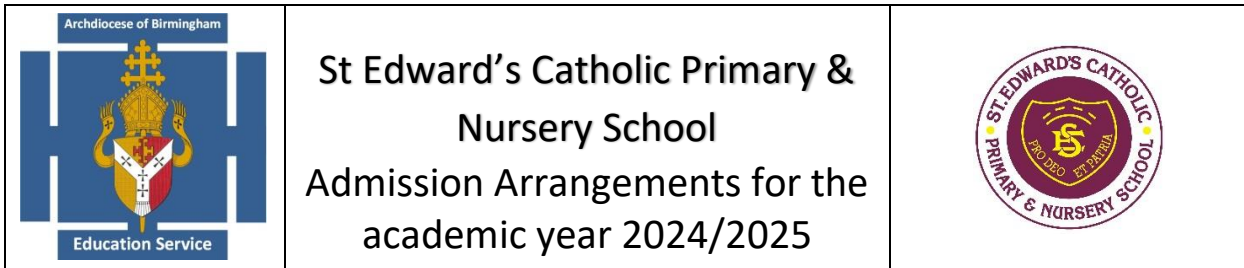 Archdiocese of Birmingham
Education Service
St Edward’s Catholic Primary &
Nursery School
Admission Arrangements for the
academic year 2024/2025
ST. EDWARD'S CATHOLIC
PRIMARY & NURSERY SCHOOL
ES
PRO DEO ET PATRIA